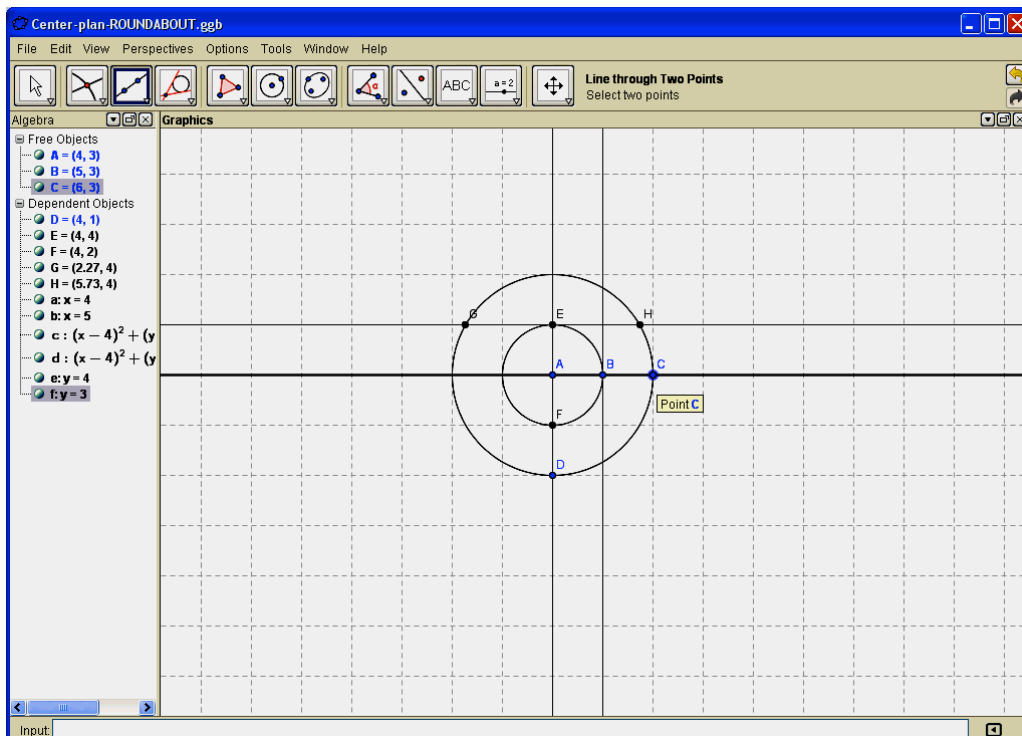 Center-plan-ROUNDABOUT.ggb
File Edit View Perspectives Options Tools Window Help
ABC
a=2
Line through Two Points
Select two points
Algebra
Graphics
Free Objects
A = (4, 3)
B = (5, 3)
C = (6, 3)
Dependent Objects
D = (4, 1)
E = (4, 4)
F = (4, 2)
G = (2.27, 4)
H = (5.73, 4)
a: x = 4
b: x = 5
c : (x − 4)² + (y
d : (x − 4)² + (y
e: y = 4
f: y = 3
G E H
A B C
Point C
F
D
Input: